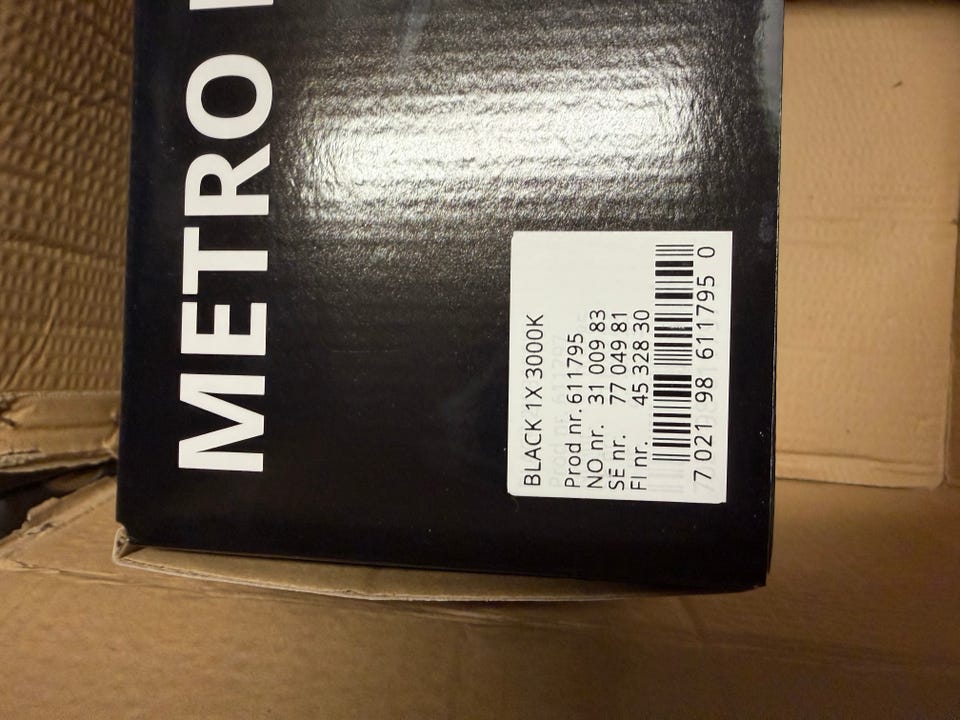 METRO
BLACK 1X 3000K
Prod nr. 611795
NO nr. 31 009 83
SE nr. 77 049 81
FI nr. 45 328 30
7 021 98 611795 0